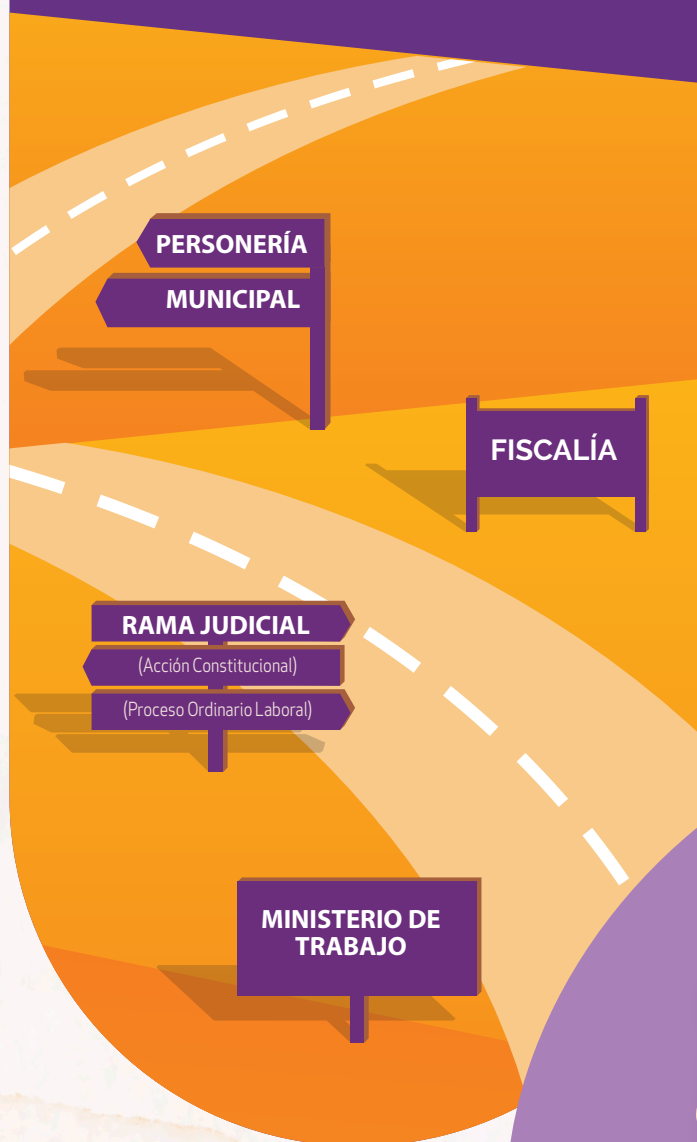 PERSONERÍA
MUNICIPAL
FISCALÍA
RAMA JUDICIAL
(Acción Constitucional)
(Proceso Ordinario Laboral)
MINISTERIO DE
TRABAJO